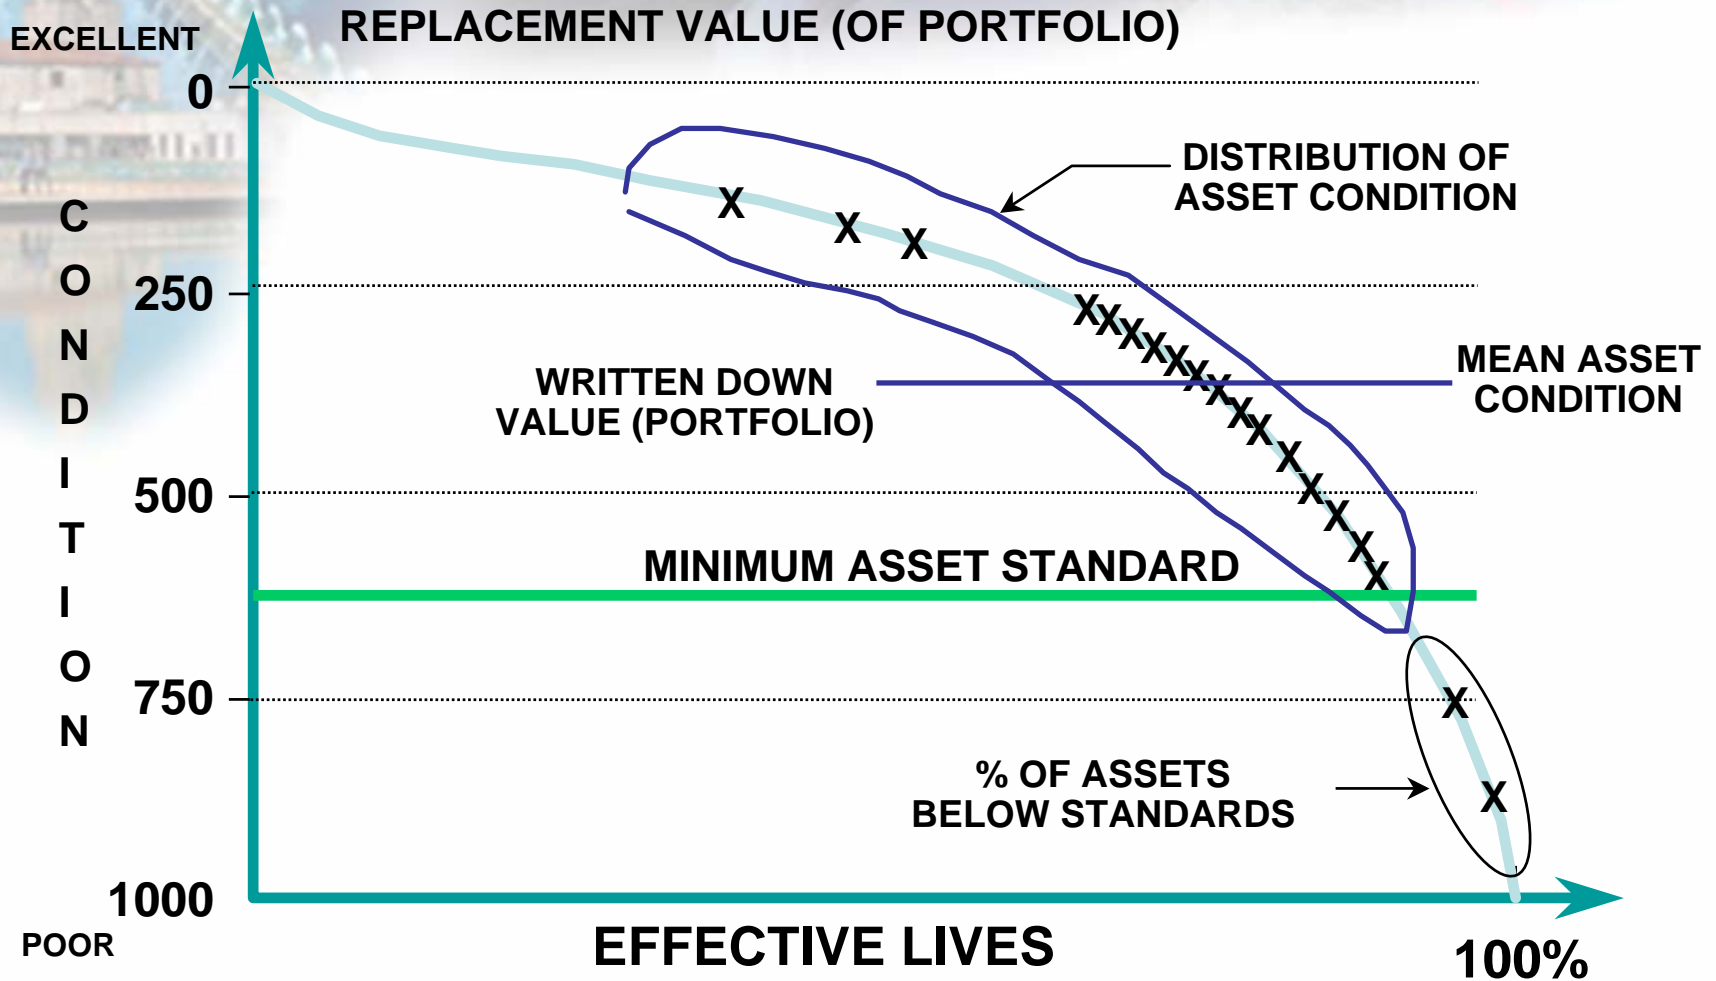 REPLACEMENT VALUE (OF PORTFOLIO)
EXCELLENT
0
DISTRIBUTION OF
ASSET CONDITION
CONDITION
250
WRITTEN DOWN
VALUE (PORTFOLIO)
MEAN ASSET
CONDITION
500
MINIMUM ASSET STANDARD
750
% OF ASSETS
BELOW STANDARDS
1000
POOR
EFFECTIVE LIVES
100%